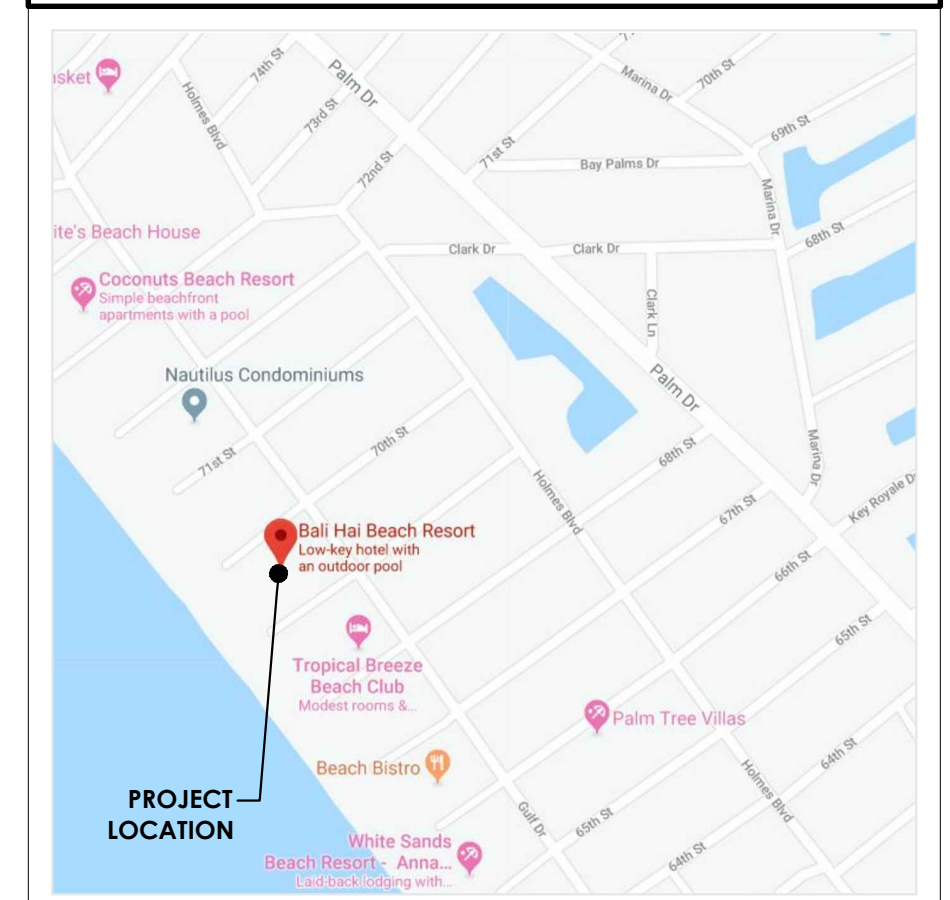 74th St
Palm Dr
70th St
Marina Dr
Holmes Blvd
73rd St
69th St
72nd St
71st St
Bay Palms Dr
Marina Dr
68th St
ite's Beach House
Clark Dr
Clark Dr
Coconuts Beach Resort
Simple beachfront
apartments with a pool
Clark Ln
Nautilus Condominiums
Palm Dr
70th St
68th St
71st St
Marina Dr
Holmes Blvd
67th St
Key Royale D
Bali Hai Beach Resort
Low-key hotel with
an outdoor pool
66th St
65th St
Tropical Breeze
Beach Club
Modest rooms &...
Palm Tree Villas
Beach Bistro
64th St
Holmes Blvd
PROJECT
LOCATION
Gulf Dr
65th St
White Sands
Beach Resort - Anna...
Laid-back lodging with...
64th St